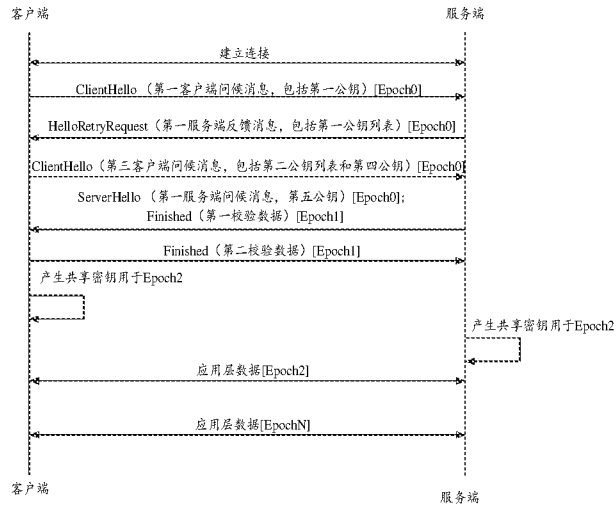 客户端
服务端
建立连接
ClientHello（第一客户端问候消息，包括第一公钥）[Epoch0]
HelloRetryRequest（第一服务端反馈消息，包括第一公钥列表）[Epoch0]
ClientHello（第三客户端问候消息，包括第二公钥列表和第四公钥）[Epoch0]
ServerHello （第一服务端问候消息，第五公钥）[Epoch0]；
Finished（第一校验数据）[Epoch1]
Finished（第二校验数据）[Epoch1]
产生共享密钥用于Epoch2
产生共享密钥用于Epoch2
应用层数据[Epoch2]
应用层数据[EpochN]
客户端
服务端